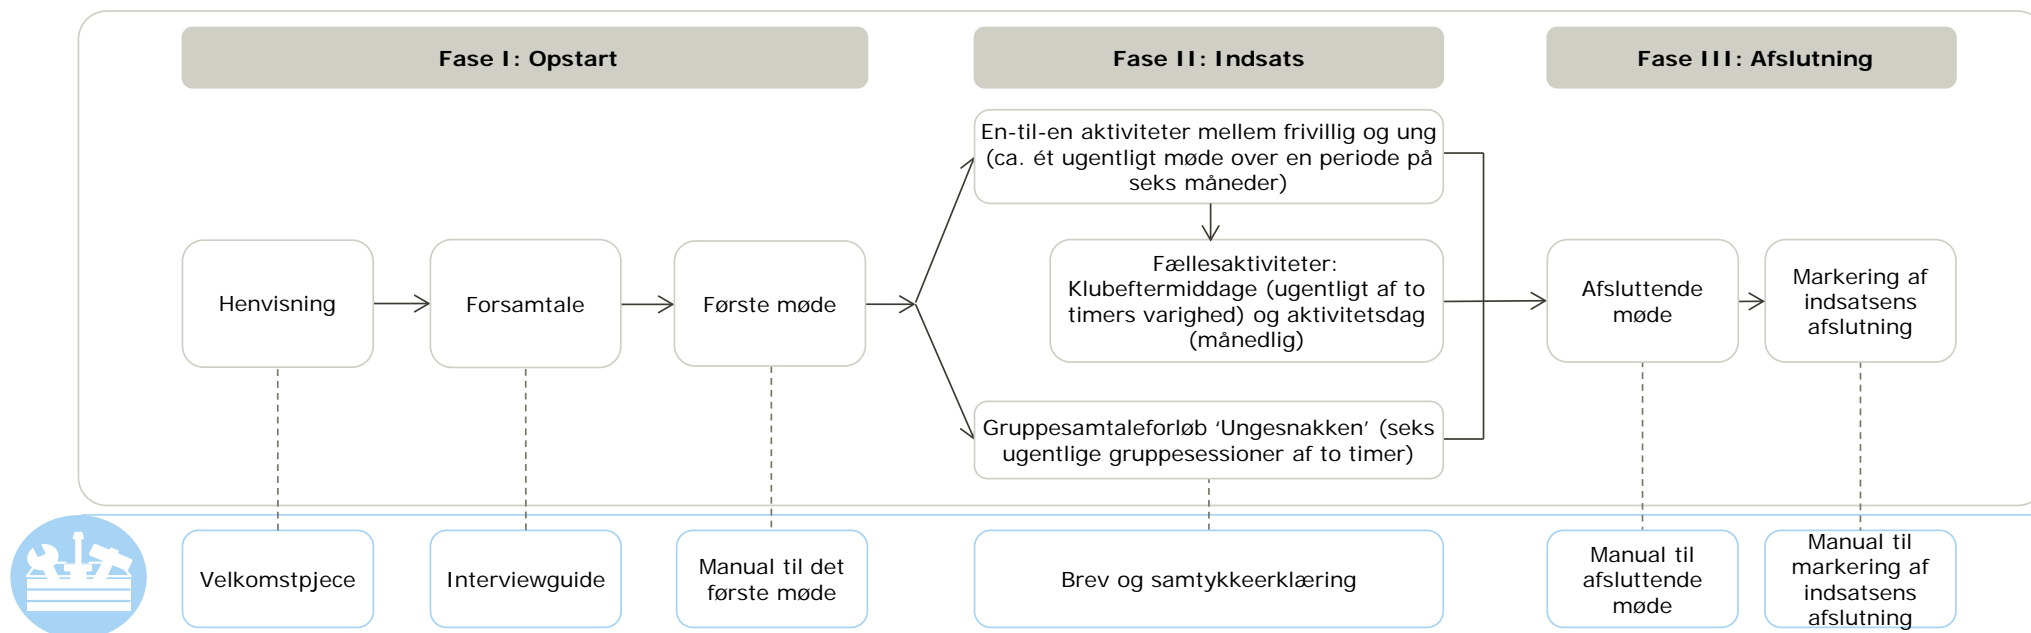 Fase I: Opstart
Fase II: Indsats
Fase III: Afslutning
En-til-en aktiviteter mellem frivillig og ung
(ca. ét ugentligt møde over en periode på
seks måneder)
Henvisning
Forsamtale
Første møde
Fællesaktiviteter:
Klubeftermiddage (ugentligt af to
timers varighed) og aktivitetsdag
(månedlig)
Afsluttende
møde
Markering af
indsatsens
afslutning
Gruppesamtaleforløb ‘Ungesnakken’ (seks
ugentlige gruppesessioner af to timer)
Velkomstpjece
Interviewguide
Manual til det
første møde
Brev og samtykkeerklæring
Manual til
afsluttende
møde
Manual til
markering af
indsatsens
afslutning